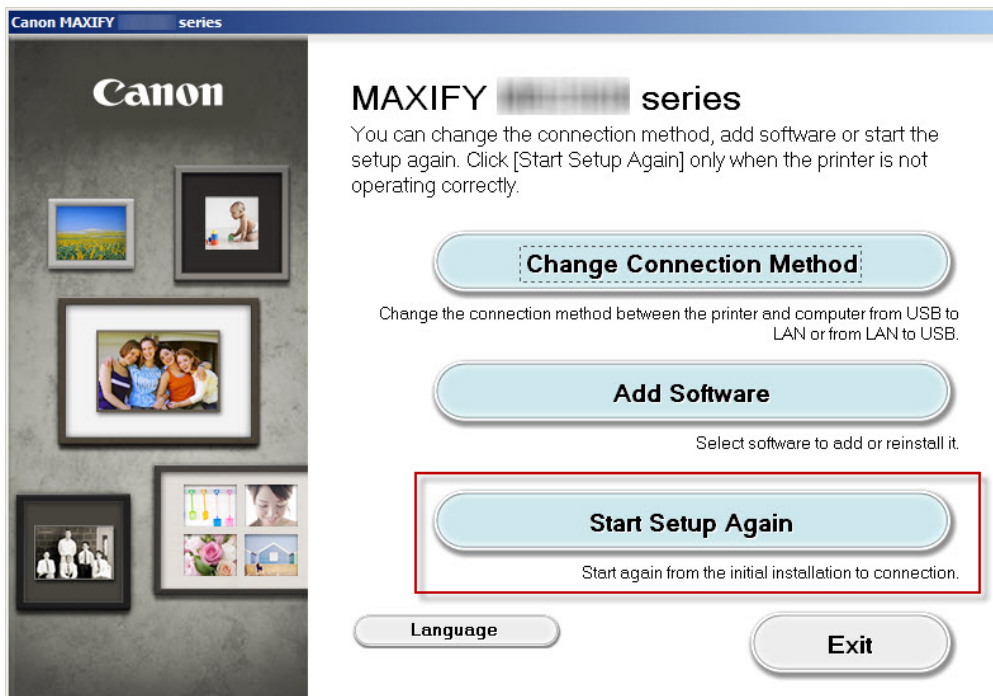 Canon MAXIFY series
Canon
MAXIFY series
You can change the connection method, add software or start the
setup again. Click [Start Setup Again] only when the printer is not
operating correctly.
Change Connection Method
Change the connection method between the printer and computer from USB to
LAN or from LAN to USB.
Add Software
Select software to add or reinstall it.
Start Setup Again
Start again from the initial installation to connection.
Language
Exit